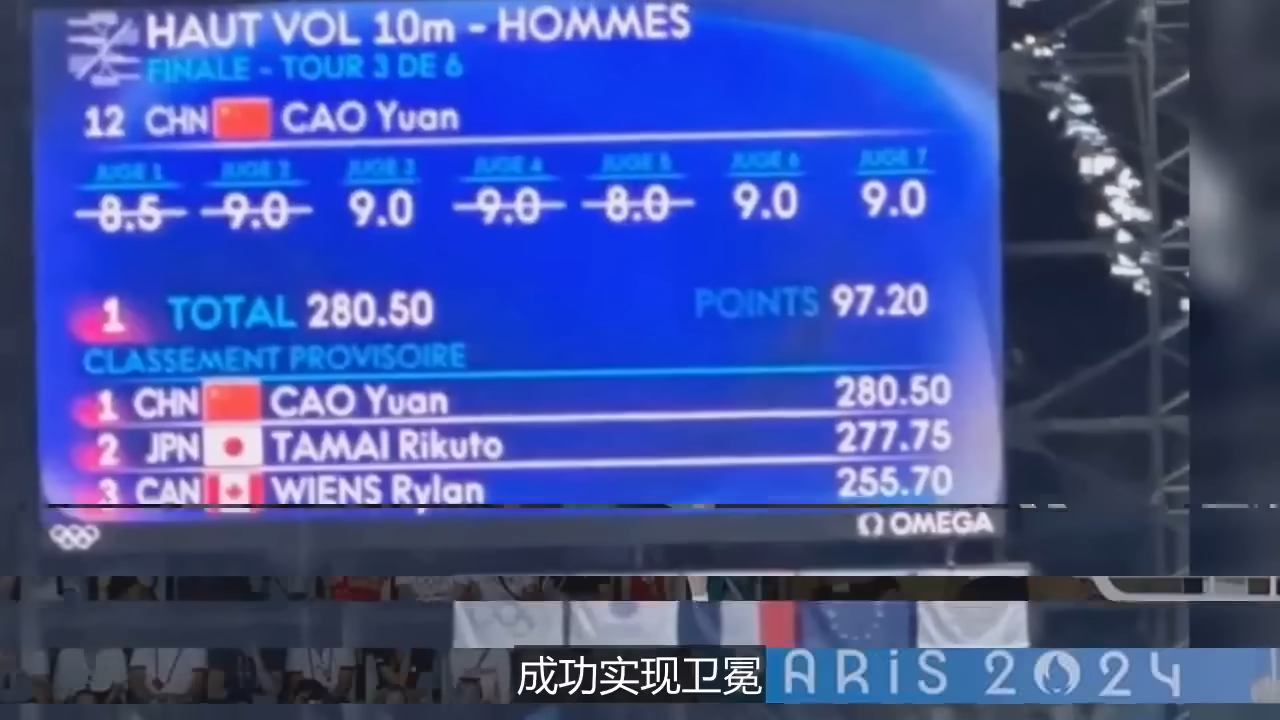 HAUT VOL 10m - HOMMES
FINALE - TOUR 3 DE 6
12 CHN CAO Yuan
JUGE 1 JUGE 2 JUGE 3 JUGE 4 JUGE 5 JUGE 6 JUGE 7
8.5 9.0 9.0 9.0 8.0 9.0 9.0
1 TOTAL 280.50 POINTS 97.20
CLASSEMENT PROVISOIRE
1 CHN CAO Yuan 280.50
2 JPN TAMAI Rikuto 277.75
3 CAN WIENS Rylan 255.70
Ω OMEGA
成功实现卫冕
ARiS 2024